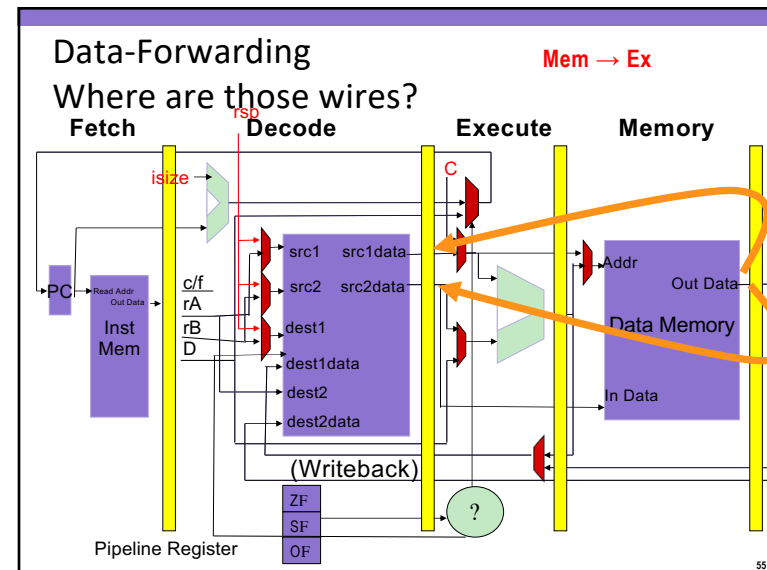 Data-Forwarding
Mem → Ex
Where are those wires?
rsp
Fetch
Decode
Execute
Memory
isize
C
PC
Read Addr
Out Data
Inst
Mem
c/f
rA
rB
D
src1
src1data
src2
src2data
dest1
dest1data
dest2
dest2data
Addr
Out Data
Data Memory
In Data
(Writeback)
ZF
SF
OF
?
Pipeline Register
55